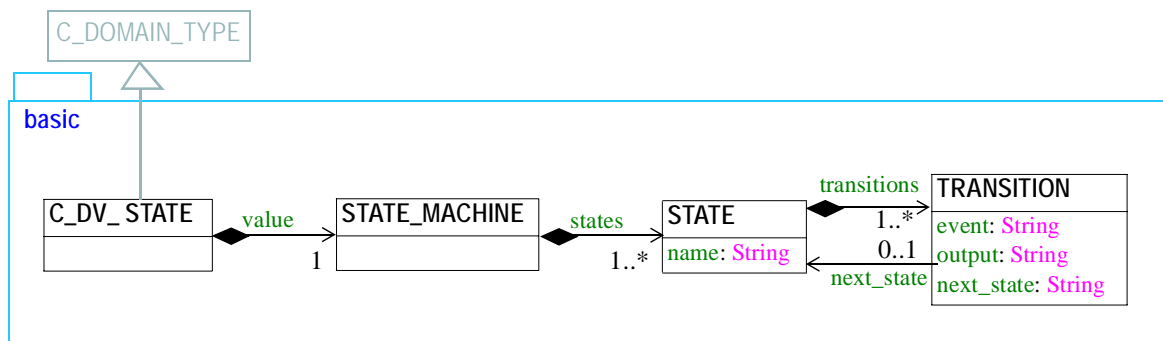 C_DOMAIN_TYPE
basic
C_DV_ STATE
value
1
STATE_MACHINE
states
1..*
STATE
name: String
transitions
1..*
0..1
next_state
TRANSITION
event: String
output: String
next_state: String